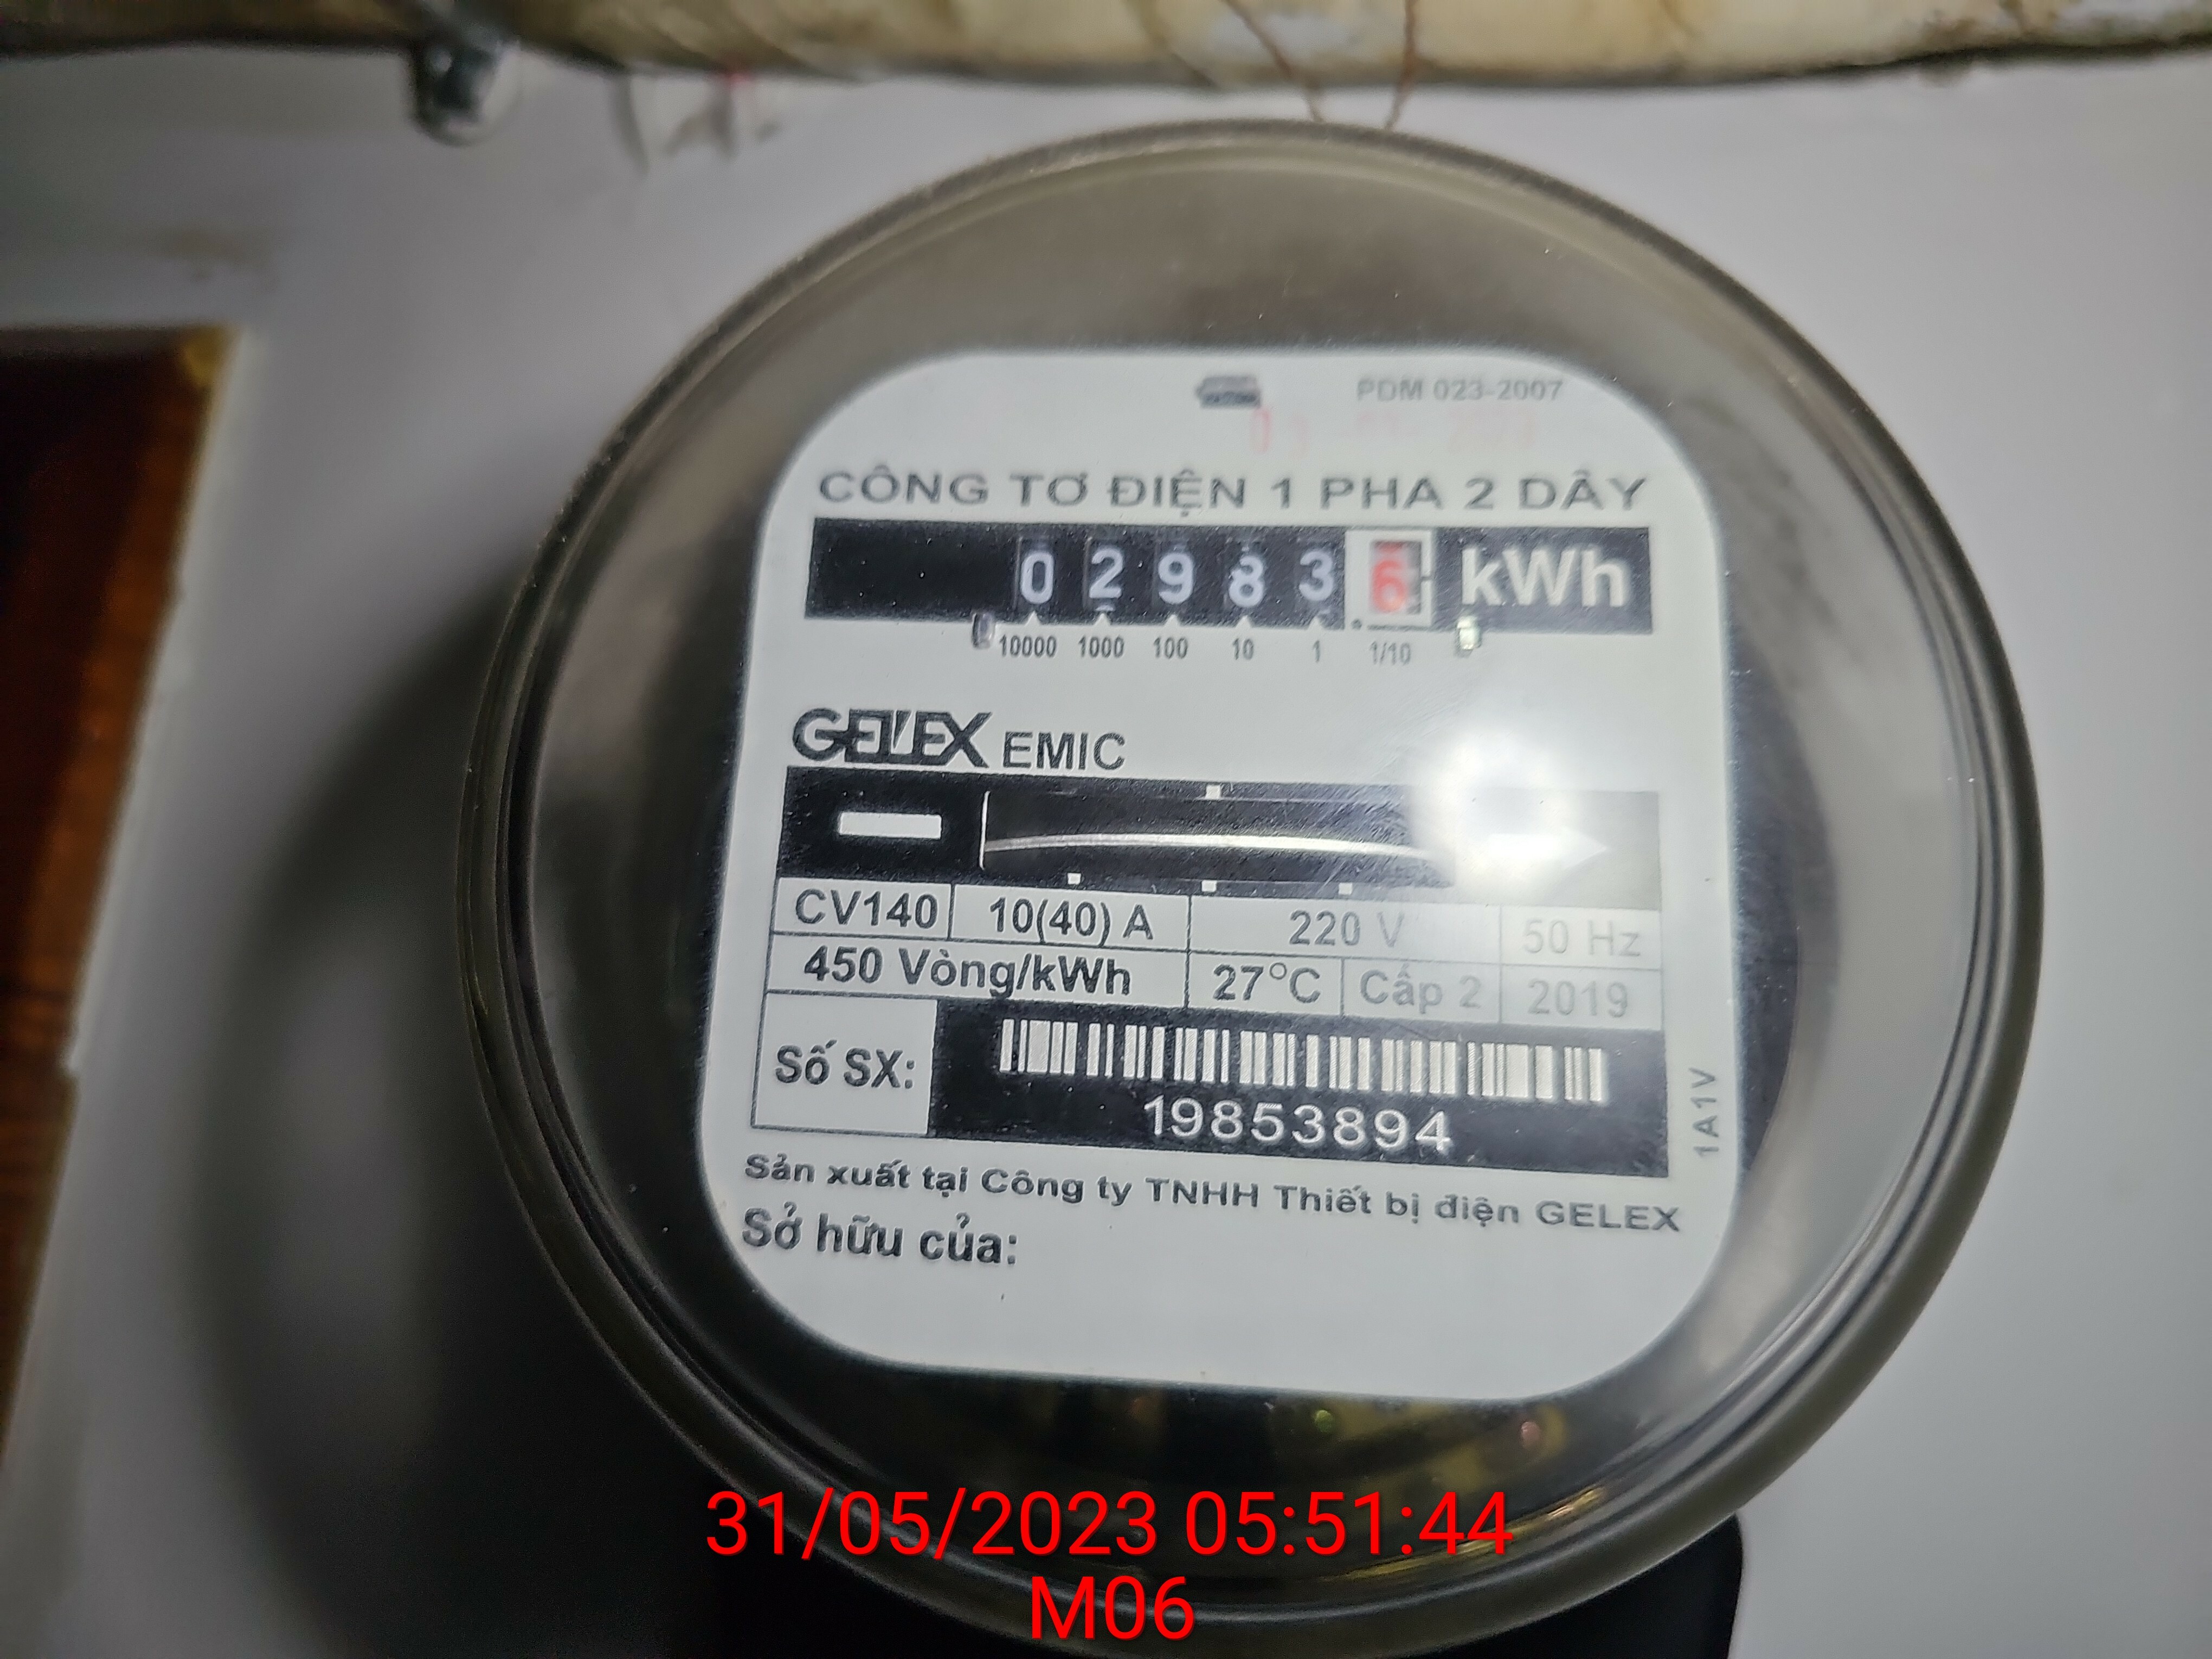 PDM 023-2007
CÔNG TƠ ĐIỆN 1 PHA 2 DÂY
0 2 9 8 3 6 kWh
10000 1000 100 10 1 1/10
GELEX EMIC
CV140 10(40) A 220 V 50 Hz
450 Vòng/kWh 27°C Cấp 2 2019
Số SX:
19853894
1A1V
Sản xuất tại Công ty TNHH Thiết bị điện GELEX
Sở hữu của:
31/05/2023 05:51:44
M06